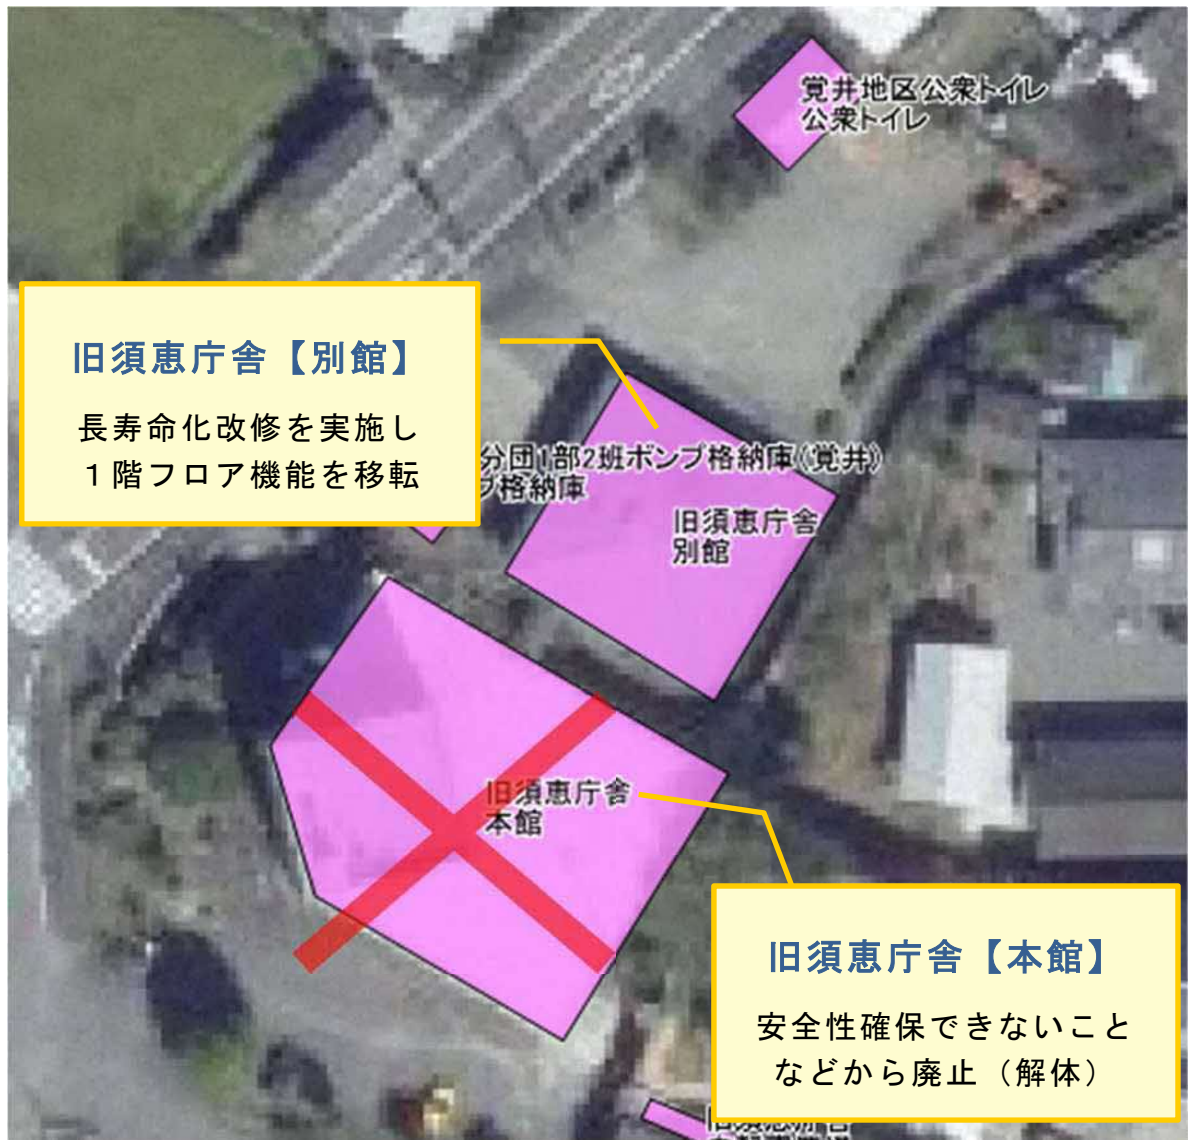 覚井地区公衆トイレ
公衆トイレ
旧須恵庁舎【別館】
長寿命化改修を実施し
1階フロア機能を移転
分団1部2班ポンプ格納庫(覚井)
プ格納庫
旧須恵庁舎
別館
旧須恵庁舎
本館
旧須恵庁舎【本館】
安全性確保できないこと
などから廃止（解体）